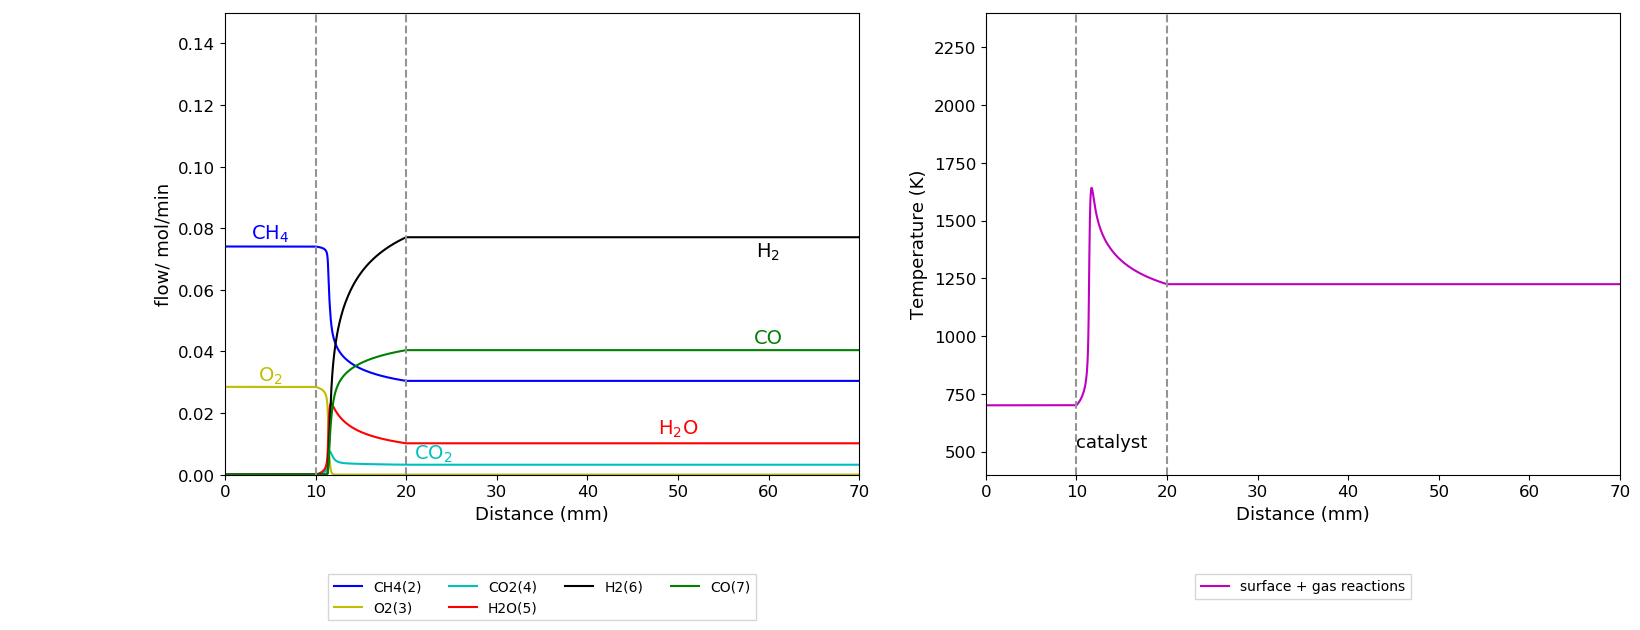 0.14
0.12
0.10
0.08
0.06
0.04
0.02
0.00
flow/ mol/min
CH₄
O₂
H₂
CO
H₂O
CO₂
0 10 20 30 40 50 60 70
Distance (mm)
CH4(2) CO2(4) H2(6) CO(7)
O2(3) H2O(5)
2250
2000
1750
1500
1250
1000
750
500
Temperature (K)
catalyst
0 10 20 30 40 50 60 70
Distance (mm)
surface + gas reactions